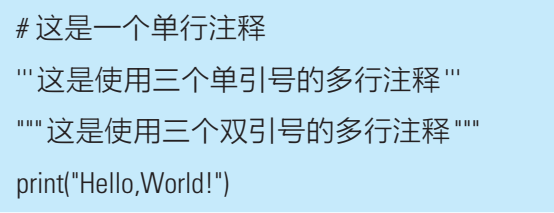 # 这是一个单行注释
''' 这是使用三个单引号的多行注释 '''
""" 这是使用三个双引号的多行注释 """
print("Hello,World!")